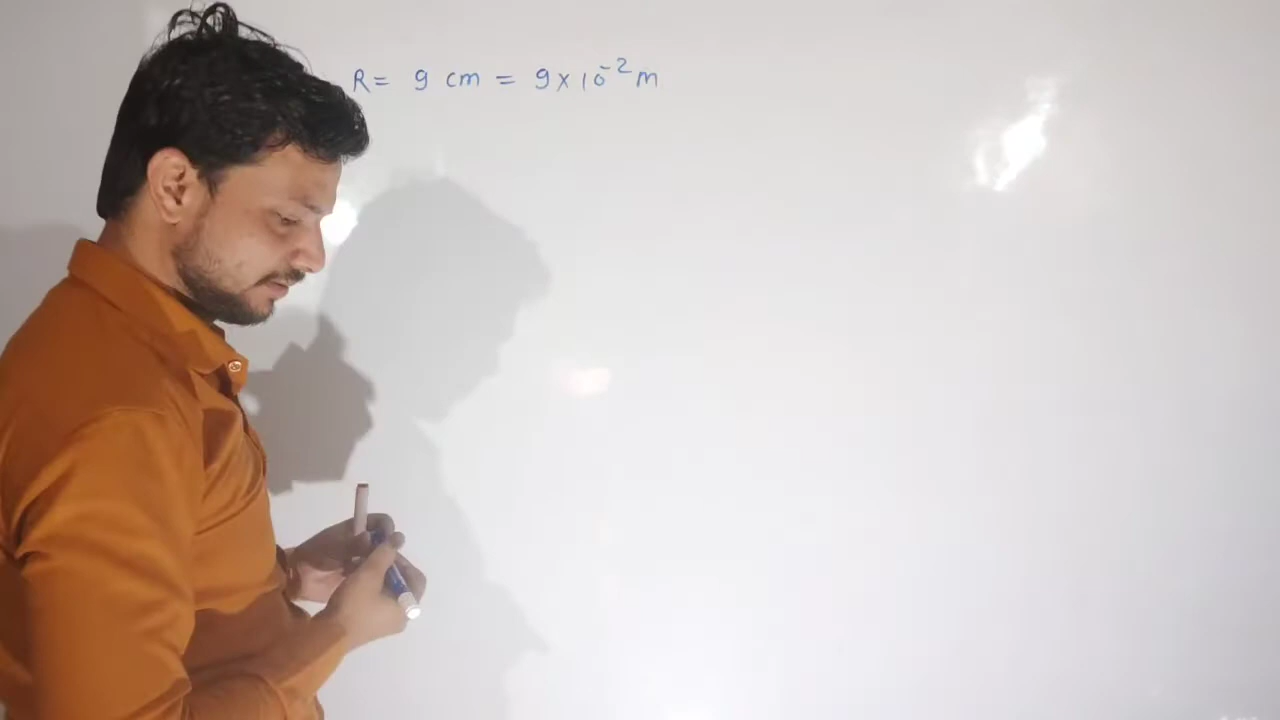 R= 9 cm = 9×10⁻² m